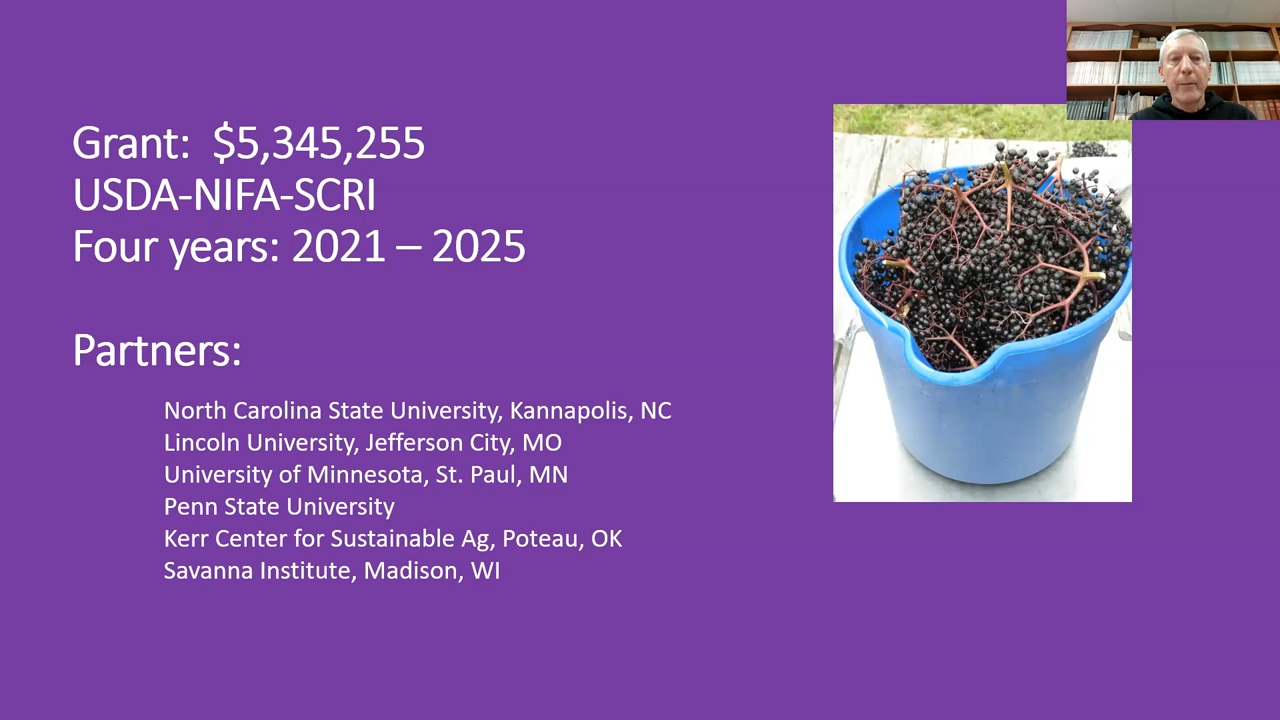 Grant: $5,345,255
USDA-NIFA-SCRI
Four years: 2021 – 2025
Partners:
North Carolina State University, Kannapolis, NC
Lincoln University, Jefferson City, MO
University of Minnesota, St. Paul, MN
Penn State University
Kerr Center for Sustainable Ag, Poteau, OK
Savanna Institute, Madison, WI